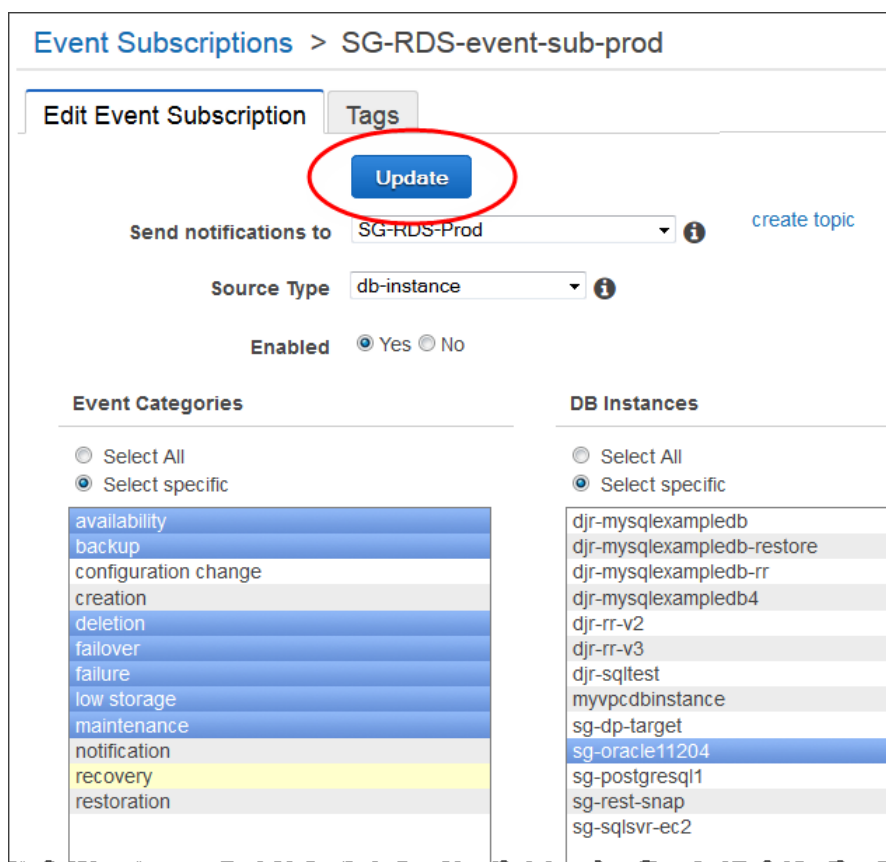 Event Subscriptions > SG-RDS-event-sub-prod
Edit Event Subscription Tags
Update
Send notifications to SG-RDS-Prod create topic
Source Type db-instance
Enabled Yes No
Event Categories
Select All
Select specific
availability
backup
configuration change
creation
deletion
failover
failure
low storage
maintenance
notification
recovery
restoration
DB Instances
Select All
Select specific
djr-mysqlexampledb
djr-mysqlexampledb-restore
djr-mysqlexampledb-rr
djr-mysqlexampledb4
djr-rr-v2
djr-rr-v3
djr-sqltest
myvpcdbinstance
sg-dp-target
sg-oracle11204
sg-postgresql1
sg-rest-snap
sg-sqlsvr-ec2